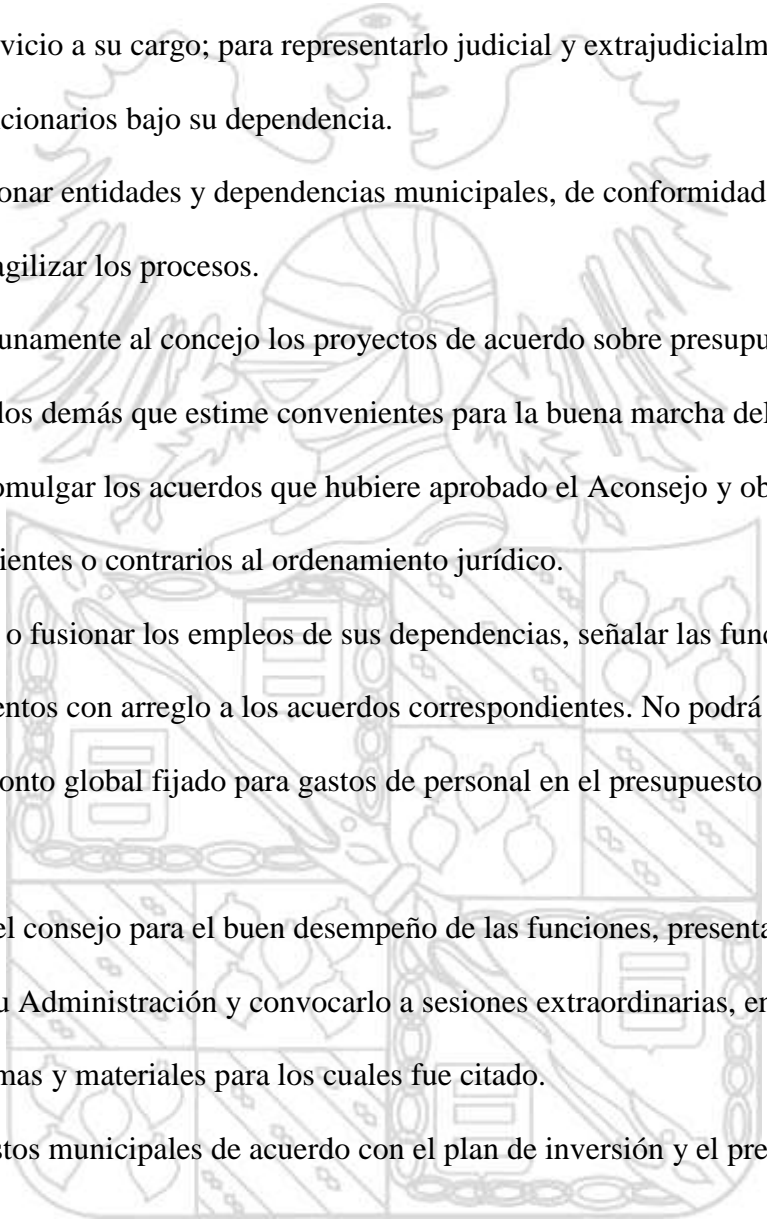 vicio a su cargo; para representarlo judicial y extrajudicialm
cionarios bajo su dependencia.
onar entidades y dependencias municipales, de conformidad
agilizar los procesos.
unamente al concejo los proyectos de acuerdo sobre presupu
los demás que estime convenientes para la buena marcha del
omulgar los acuerdos que hubiere aprobado el Aconsejo y ob
ientes o contrarios al ordenamiento jurídico.
o fusionar los empleos de sus dependencias, señalar las func
entos con arreglo a los acuerdos correspondientes. No podrá
onto global fijado para gastos de personal en el presupuesto
el consejo para el buen desempeño de las funciones, presenta
u Administración y convocarlo a sesiones extraordinarias, en
mas y materiales para los cuales fue citado.
stos municipales de acuerdo con el plan de inversión y el pre